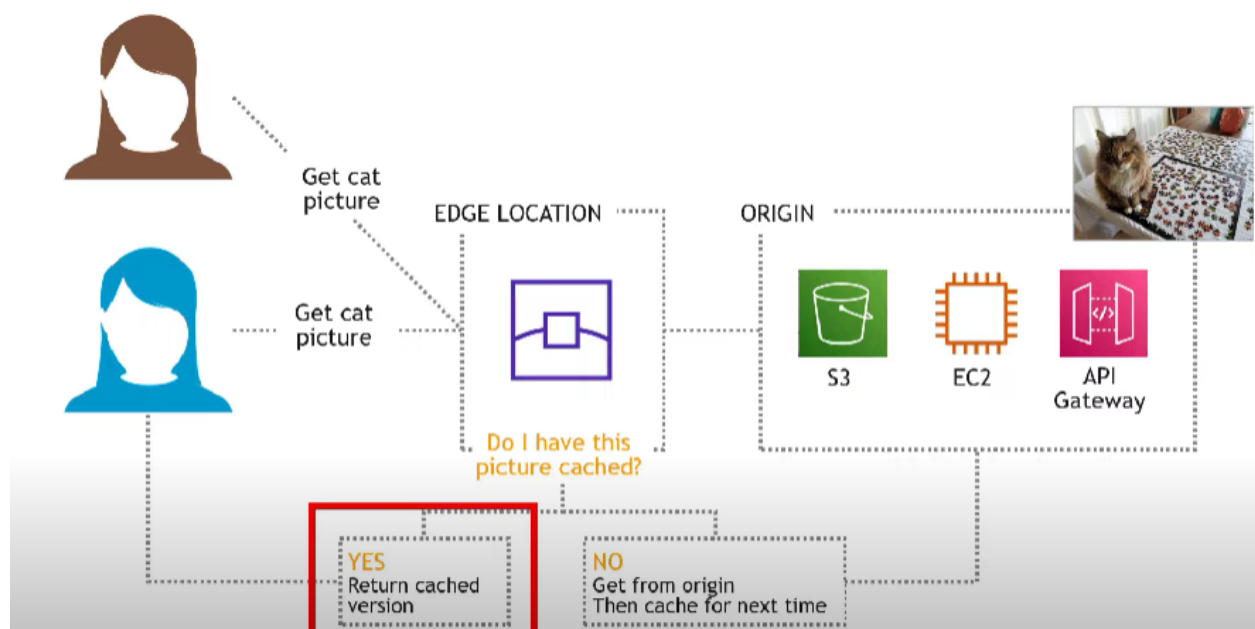 Get cat
picture
EDGE LOCATION
ORIGIN
Get cat
picture
S3
EC2
API
Gateway
Do I have this
picture cached?
YES
Return cached
version
NO
Get from origin
Then cache for next time